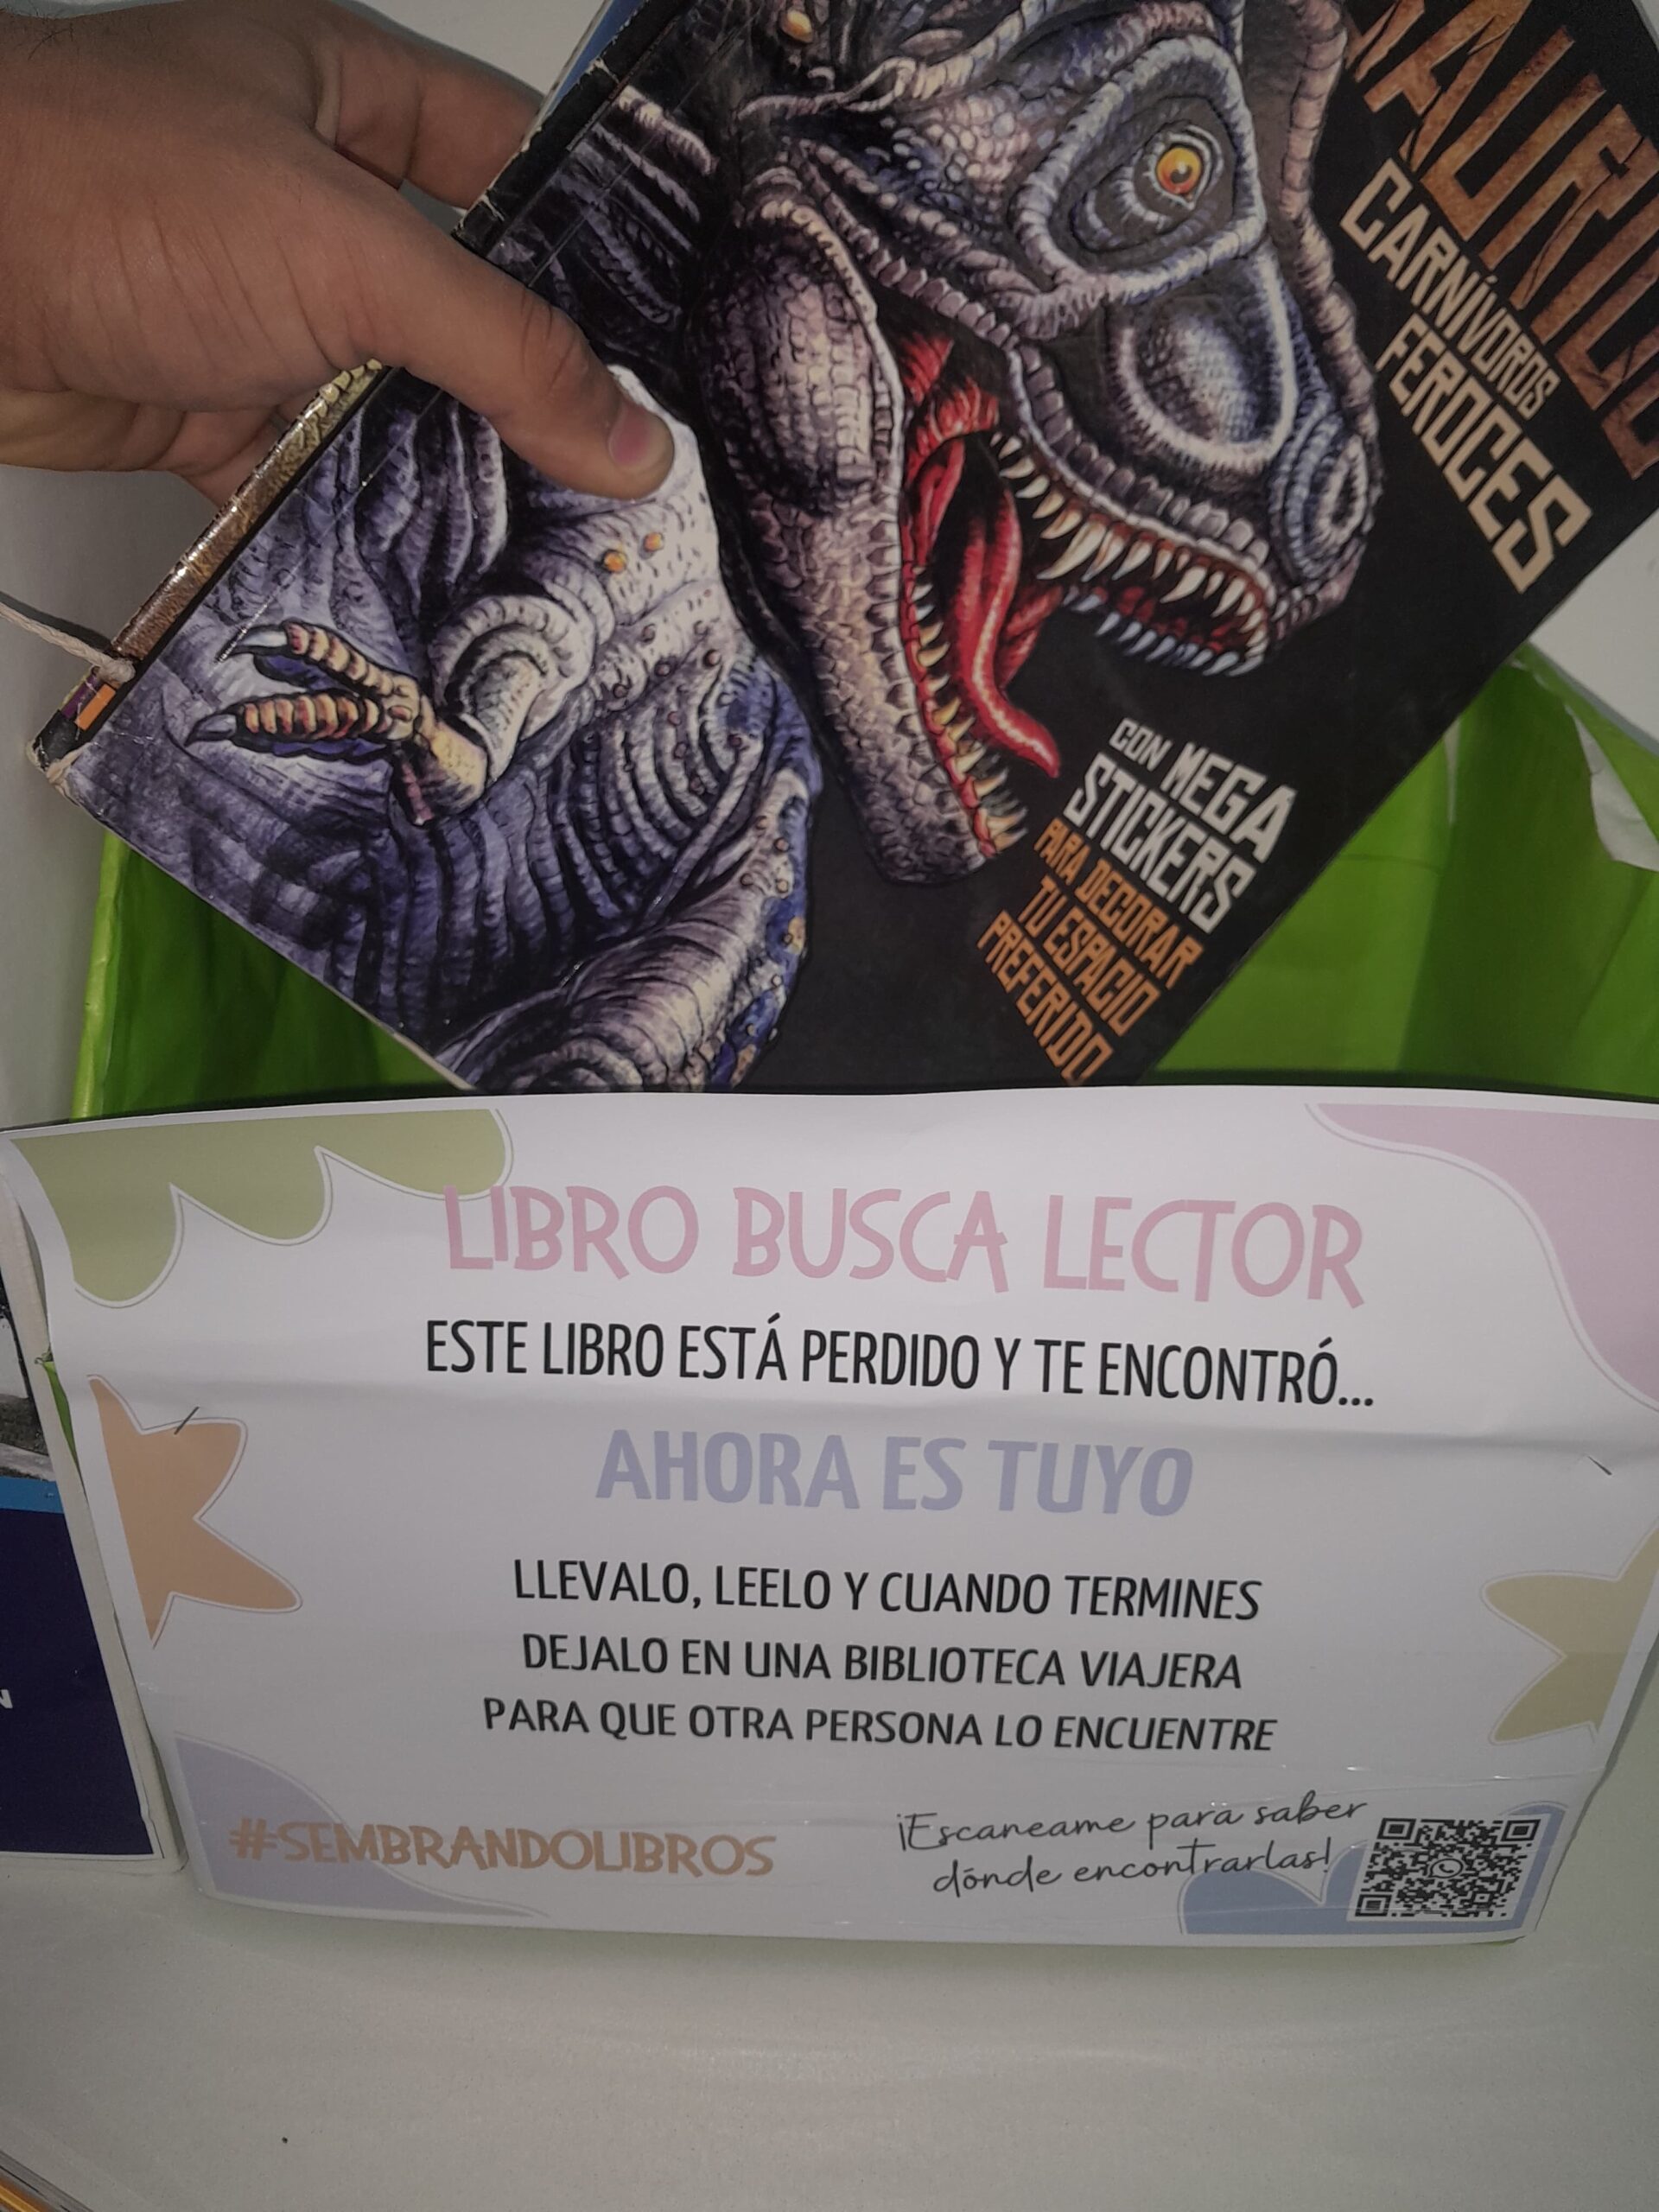 CARNÍVOROS
FEROCES
CON MEGA
STICKERS
PARA DECORAR
TU ESPACIO
PREFERIDO
LIBRO BUSCA LECTOR
ESTE LIBRO ESTÁ PERDIDO Y TE ENCONTRÓ...
AHORA ES TUYO
LLEVALO, LEELO Y CUANDO TERMINES
DEJALO EN UNA BIBLIOTECA VIAJERA
PARA QUE OTRA PERSONA LO ENCUENTRE
#SEMBRANDOLIBROS
¡Escaneame para saber
dónde encontrarlas!